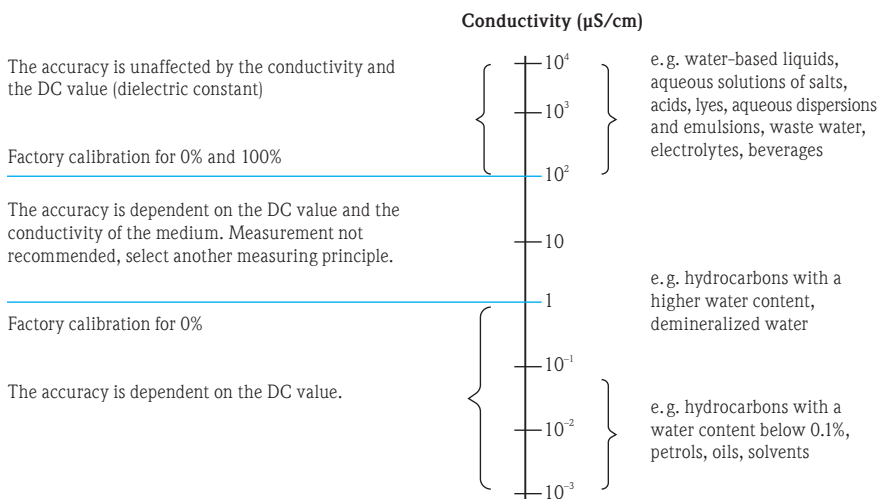 Conductivity (µS/cm)
The accuracy is unaffected by the conductivity and
the DC value (dielectric constant)
Factory calibration for 0% and 100%
The accuracy is dependent on the DC value and the
conductivity of the medium. Measurement not
recommended, select another measuring principle.
Factory calibration for 0%
The accuracy is dependent on the DC value.
10⁴
10³
10²
10
1
10⁻¹
10⁻²
10⁻³
e.g. water-based liquids,
aqueous solutions of salts,
acids, lyes, aqueous dispersions
and emulsions, waste water,
electrolytes, beverages
e.g. hydrocarbons with a
higher water content,
demineralized water
e.g. hydrocarbons with a
water content below 0.1%,
petrols, oils, solvents